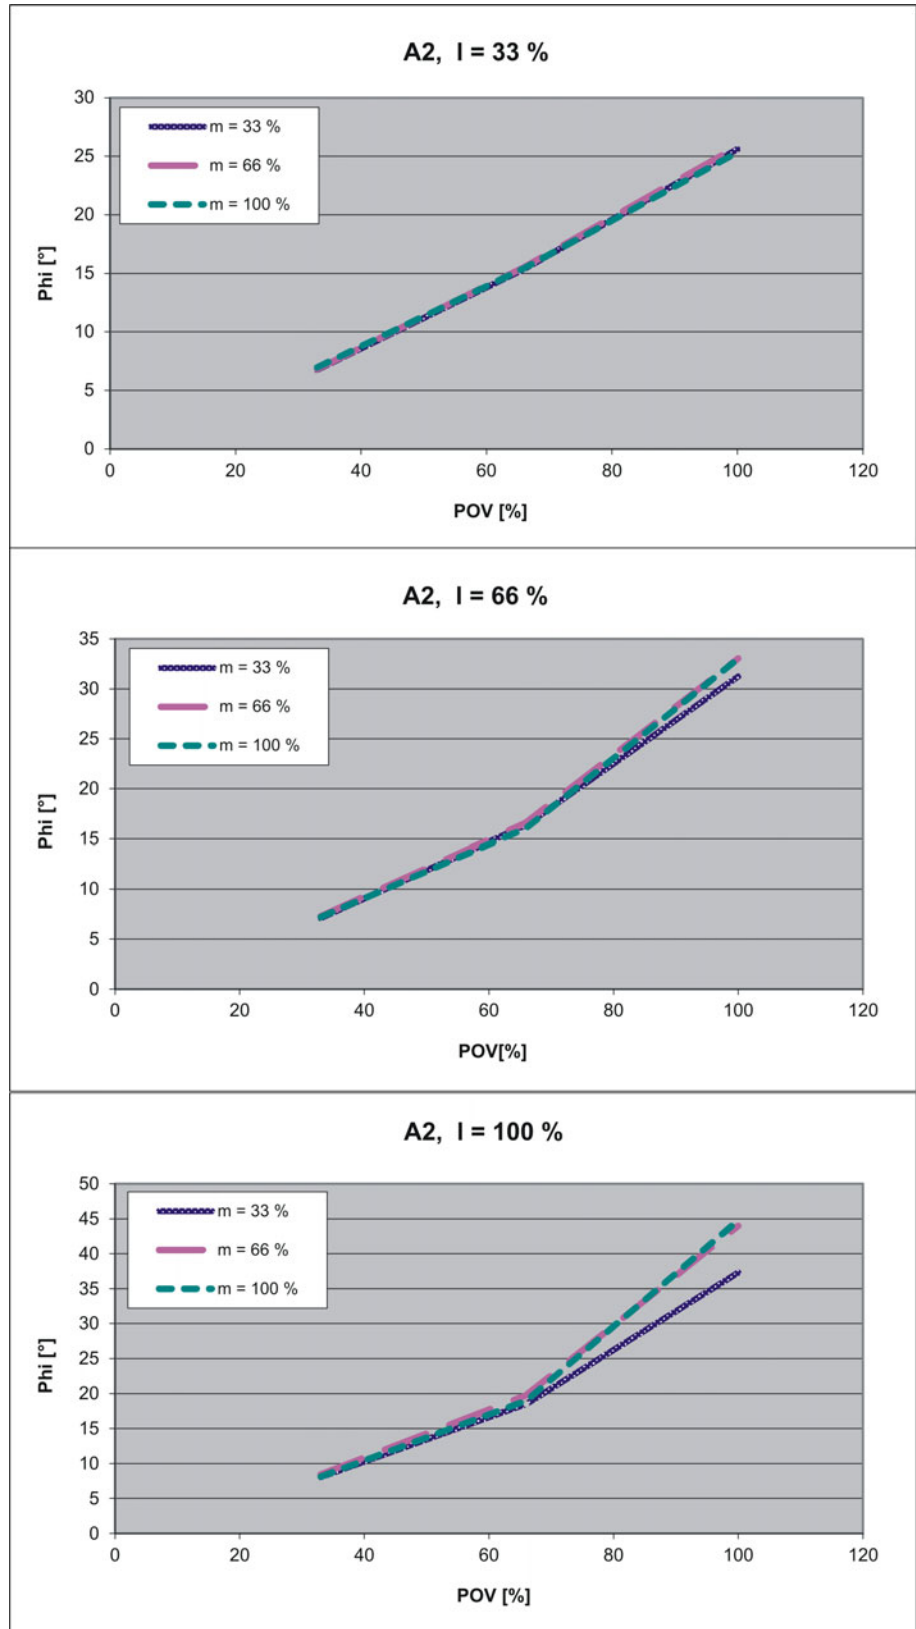 A2,  l = 33 %
30
m = 33 %
25
m = 66 %
20
m = 100 %
15
10
5
0
0 20 40 60 80 100 120
Phi [°]
POV [%]
A2,  l = 66 %
35
m = 33 %
30
m = 66 %
25
m = 100 %
20
15
10
5
0
0 20 40 60 80 100 120
Phi [°]
POV[%]
A2,  l = 100 %
50
45
m = 33 %
40
m = 66 %
35
m = 100 %
30
25
20
15
10
5
0
0 20 40 60 80 100 120
Phi [°]
POV [%]